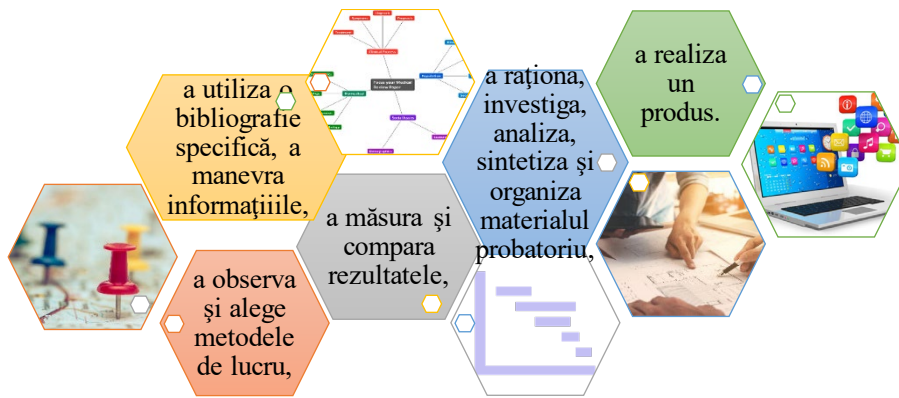 a observa
şi alege
metodele
de lucru,
a utiliza o
bibliografie
specifică, a
manevra
informaţiiile,
a măsura şi
compara
rezultatele,
a raţiona,
investiga,
analiza,
sintetiza şi
organiza
materialul
probatoriu,
a realiza
un
produs.